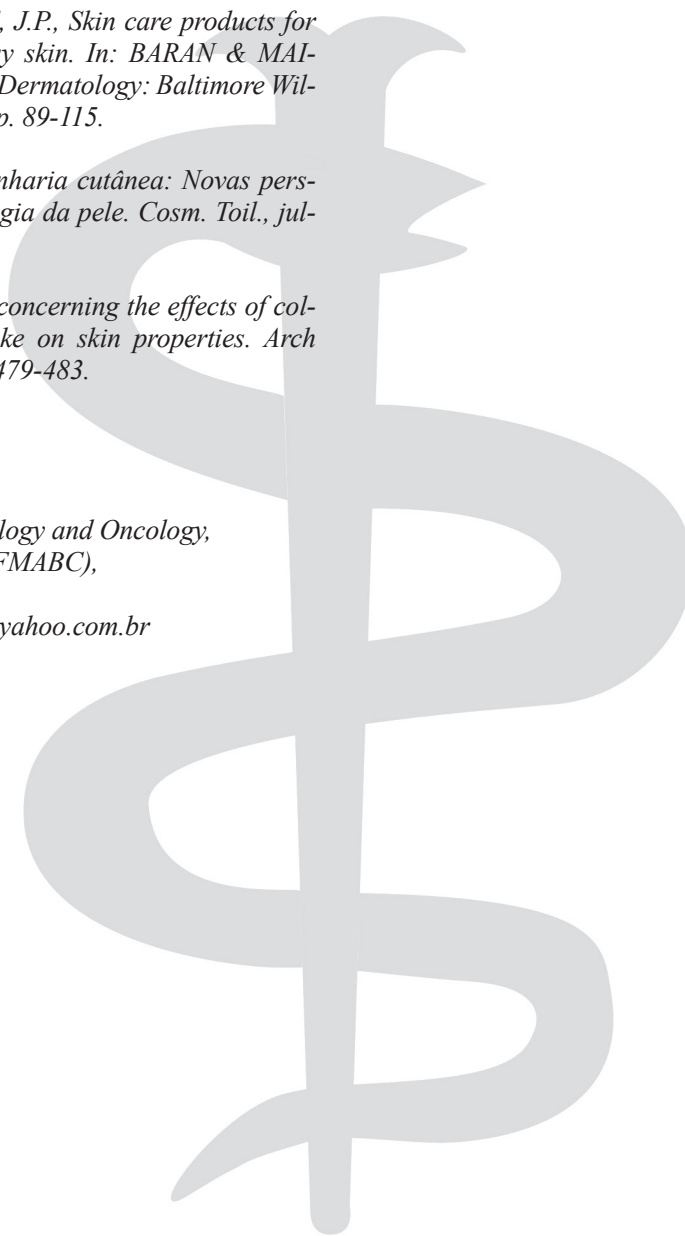 , J.P., Skin care products for
y skin. In: BARAN & MAI-
Dermatology: Baltimore Wil-
p. 89-115.
nharia cutânea: Novas pers-
gia da pele. Cosm. Toil., jul-
concerning the effects of col-
ke on skin properties. Arch
479-483.
logy and Oncology,
FMABC),
yahoo.com.br